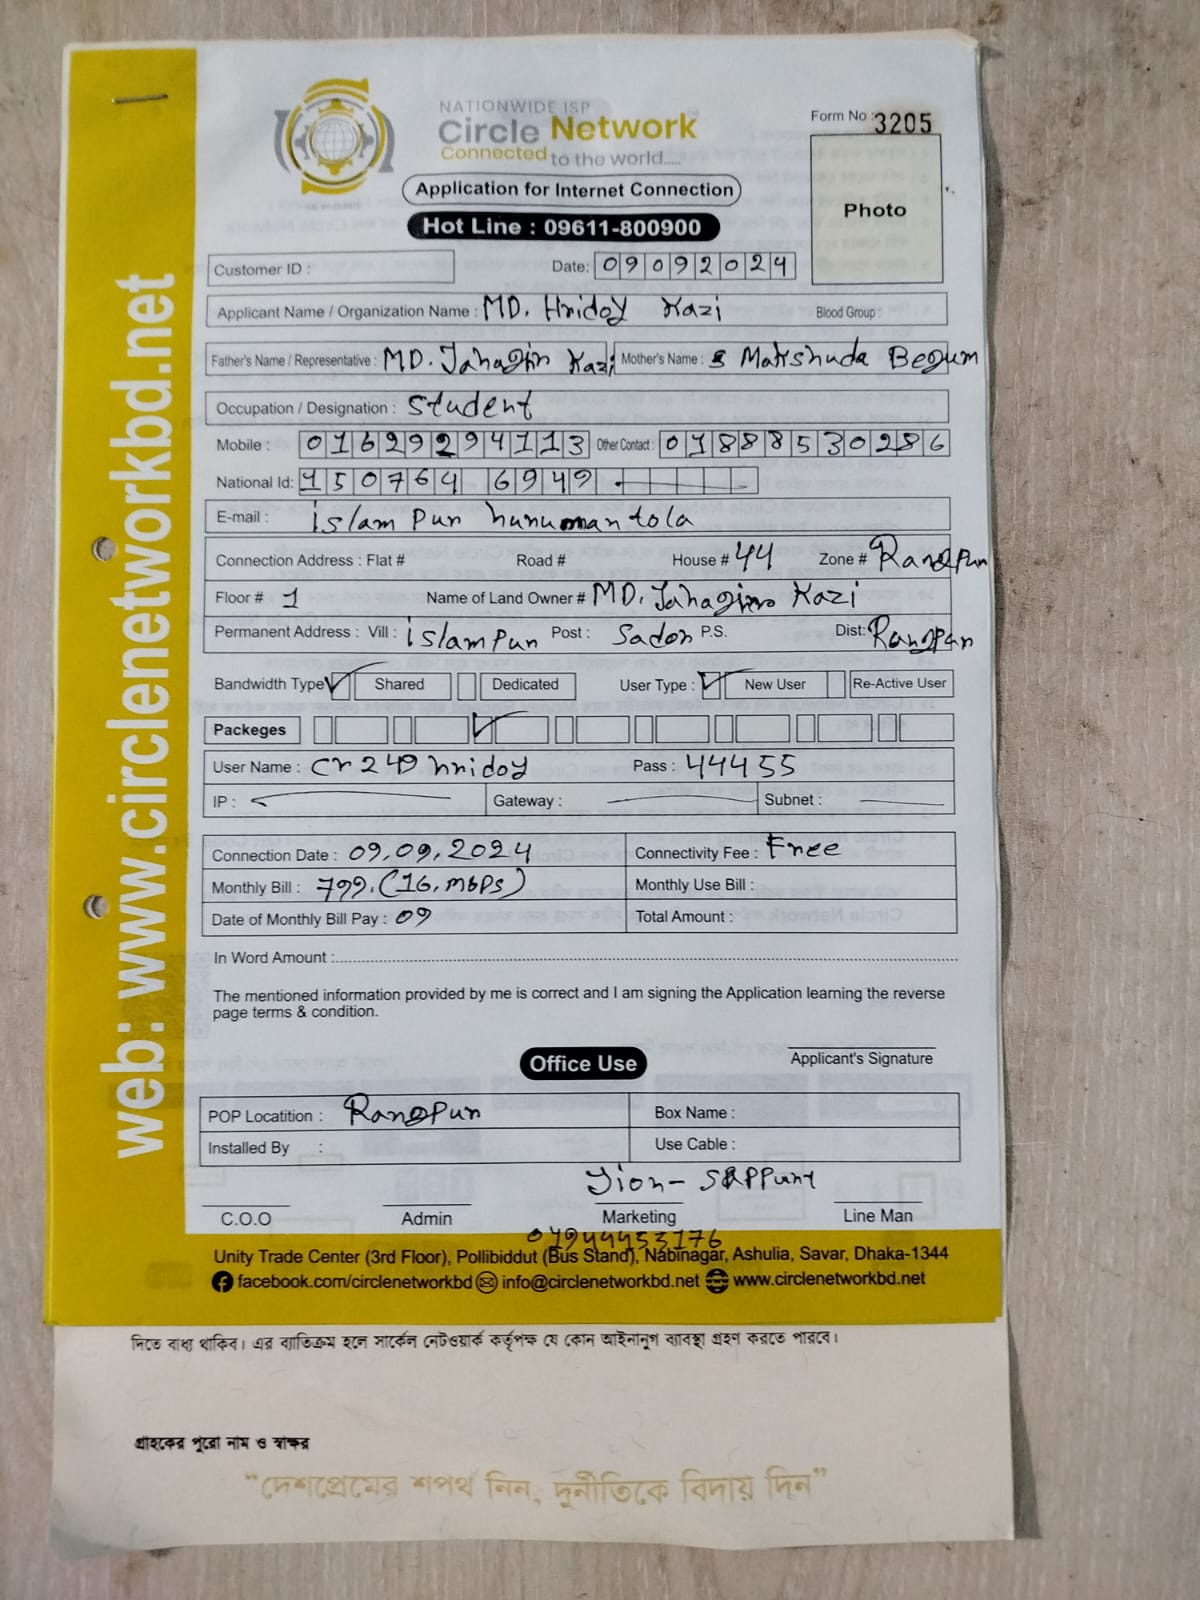 NATIONWIDE ISP
Circle Network
Connected to the world.....
Form No : 3205
Photo
Application for Internet Connection
Hot Line : 09611-800900
Customer ID :
Date: 09092024
Applicant Name / Organization Name : MD. Hridoy Kazi Blood Group :
Father's Name / Representative : MD. Jahagir Kazi Mother's Name : Makshuda Begum
Occupation / Designation : Student
Mobile : 01629294113 Other Contact : 01888530286
National Id: 150764 6949
E-mail : islam pur hunumantola
Connection Address : Flat # Road # House # 44 Zone # Rangpur
Floor # 1 Name of Land Owner # MD. Kazi
Permanent Address : Vill : islampur Post : Sador P.S. Dist: Rangpur
Bandwidth Type Shared Dedicated User Type : New User Re-Active User
Packeges
User Name : cr249hridoy Pass : 44455
IP : Gateway : Subnet :
Connection Date : 09.09.2024 Connectivity Fee : Free
Monthly Bill : 799.(16.mbps) Monthly Use Bill :
Date of Monthly Bill Pay : 09 Total Amount :
In Word Amount :
The mentioned information provided by me is correct and I am signing the Application learning the reverse
page terms & condition.
Applicant's Signature
Office Use
POP Locatition : Rangpur Box Name :
Installed By : Use Cable :
C.O.O Admin Marketing Line Man
Unity Trade Center (3rd Floor), Pollibiddut (Bus Stand), Nabinagar, Ashulia, Savar, Dhaka-1344
facebook.com/circlenetworkbd info@circlenetworkbd.net www.circlenetworkbd.net
web: www.circlenetworkbd.net
দিতে বাধ্য থাকিব। এর ব্যতিক্রম হলে সার্কেল নেটওয়ার্ক কর্তৃপক্ষ যে কোন আইনানুগ ব্যাবস্থা গ্রহণ করতে পারবে।
গ্রাহকের পুরো নাম ও স্বাক্ষর
“দেশপ্রেমের শপথ নিন, দুর্নীতিকে বিদায় দিন”